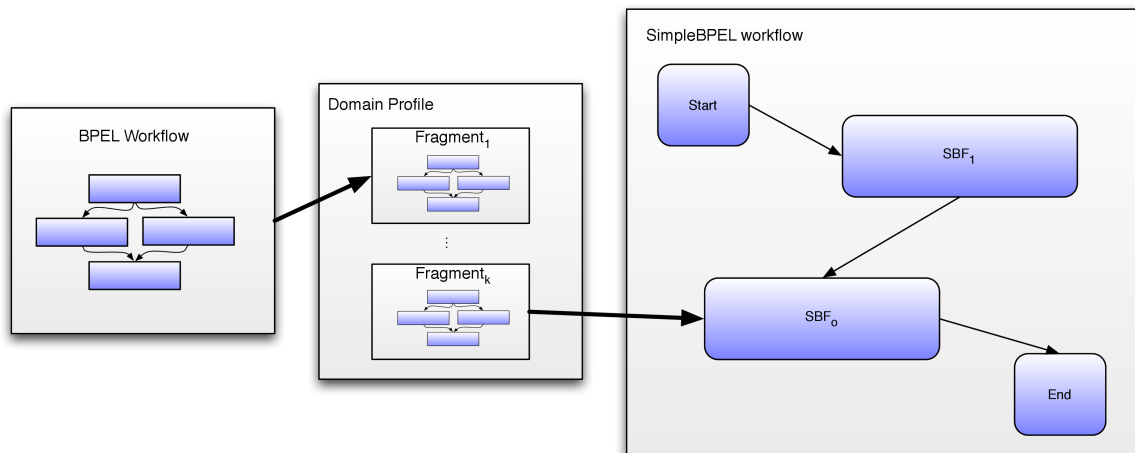 BPEL Workflow
Domain Profile
Fragment₁
⋮
Fragmentₖ
SimpleBPEL workflow
Start
SBF₁
SBFₒ
End